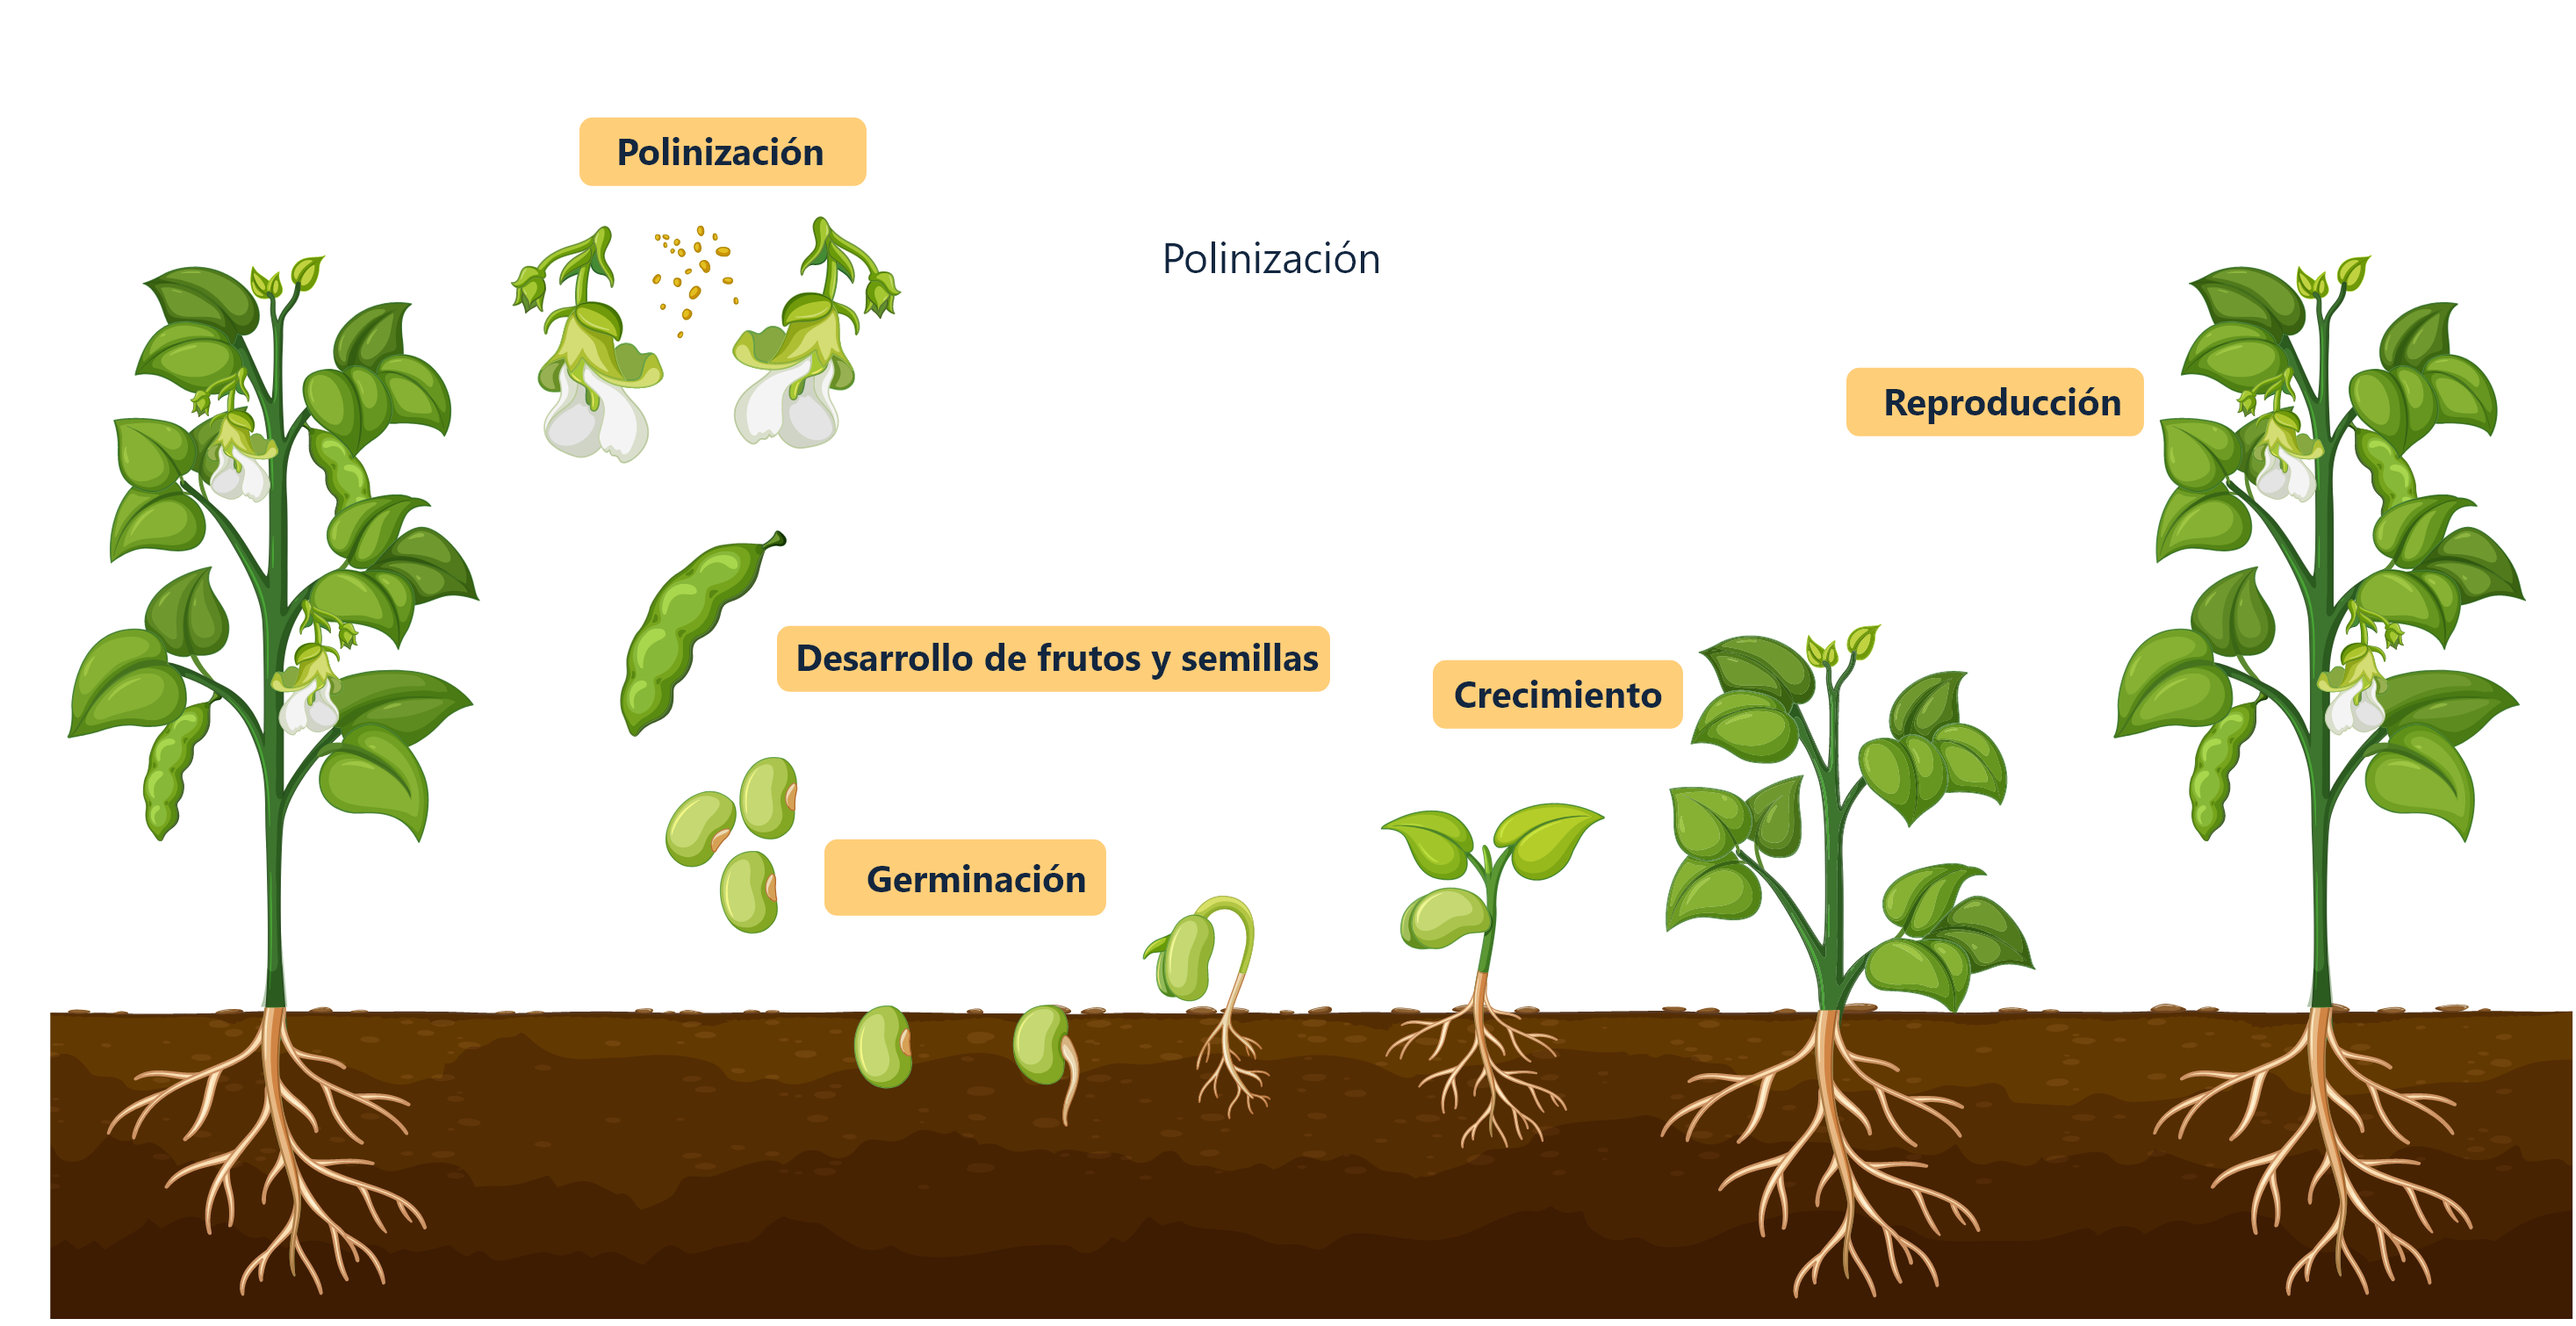 Polinización
Polinización
Reproducción
Desarrollo de frutos y semillas
Crecimiento
Germinación